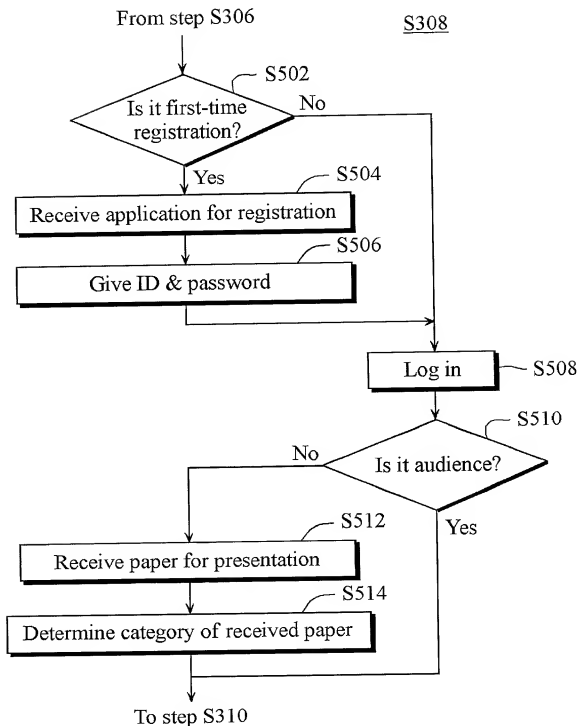 From step S306
S308
S502
Is it first-time
registration?
No
Yes
S504
Receive application for registration
S506
Give ID & password
Log in
S508
S510
Is it audience?
No
Yes
S512
Receive paper for presentation
S514
Determine category of received paper
To step S310